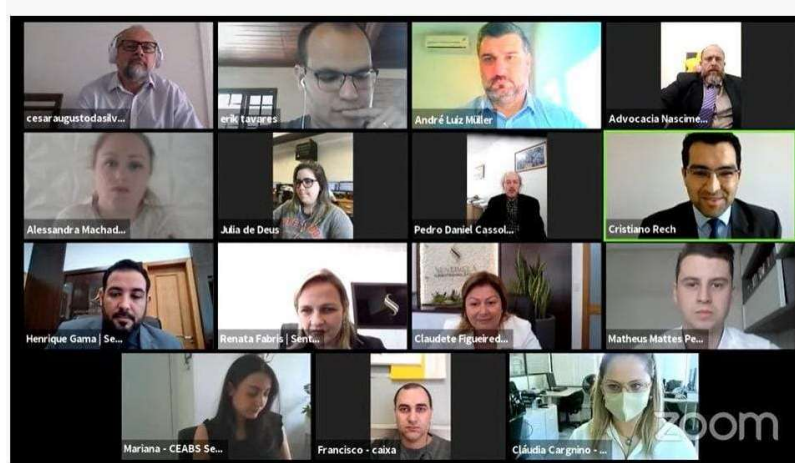 cesaraugustodasilv...
erik tavares
André Luiz Müller
Advocacia Nascime...
Alessandra Machad...
Julia de Deus
Pedro Daniel Cassol...
Cristiano Rech
Henrique Gama | Se...
Renata Fabris | Sent...
Claudete Figueired...
Matheus Mattes Pe...
Mariana - CEABS Se...
Francisco - caixa
Cláudia Cargnino - ...
zoom